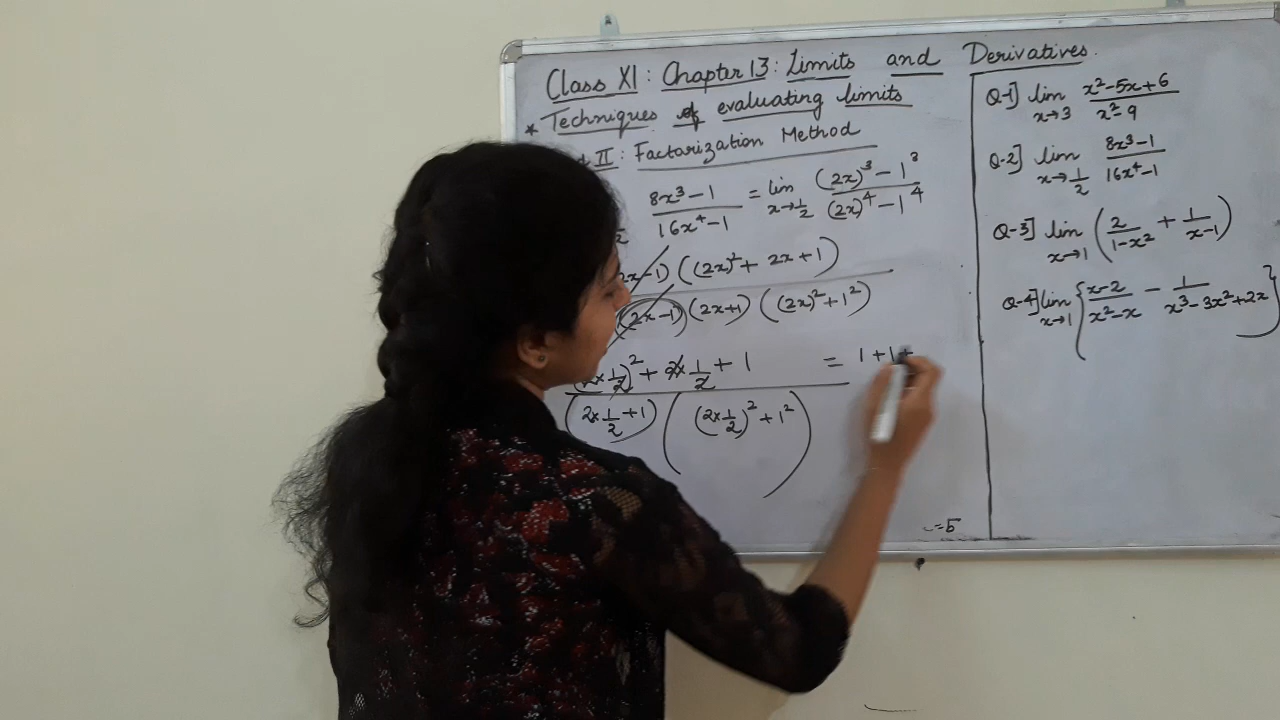 Class XI : Chapter 13 : Limits and Derivatives.
* Techniques of evaluating limits
II : Factarization Method
8x³-1 / 16x⁴-1 = lim x→1/2 (2x)³ - 1³ / (2x)⁴ - 1⁴
2x-1) ((2x)² + 2x + 1)
(2x-1) (2x+1) ((2x)² + 1²)
(2x 1/2)² + 2x 1/2 + 1 = 1 + 1 +
(2x 1/2 + 1) ((2x 1/2)² + 1²)
=5
Q-1] lim x→3 x²-5x+6 / x²-9
Q-2] lim x→1/2 8x³-1 / 16x⁴-1
Q-3] lim x→1 (2 / 1-x² + 1 / x-1)
Q-4] lim x→1 {x-2 / x²-x - 1 / x³-3x²+2x}